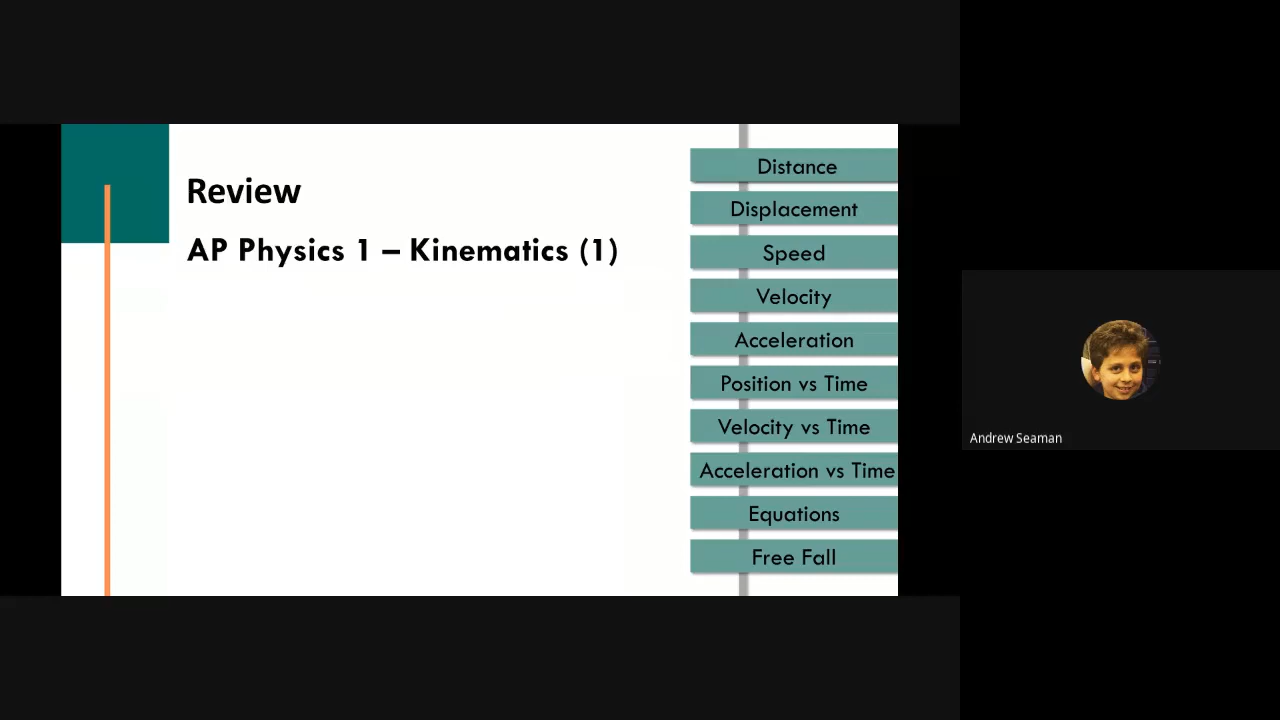 Review
AP Physics 1 – Kinematics (1)
Distance
Displacement
Speed
Velocity
Acceleration
Position vs Time
Velocity vs Time
Acceleration vs Time
Equations
Free Fall
Andrew Seaman